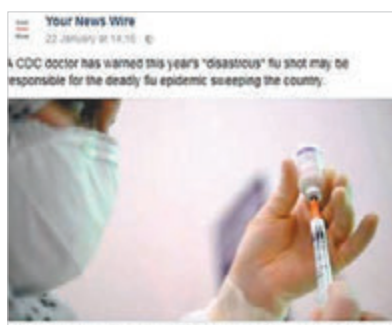 Your News Wire
22 January at 14:10
A CDC doctor has warned this year's "disastrous" flu shot may be
responsible for the deadly flu epidemic sweeping the country.